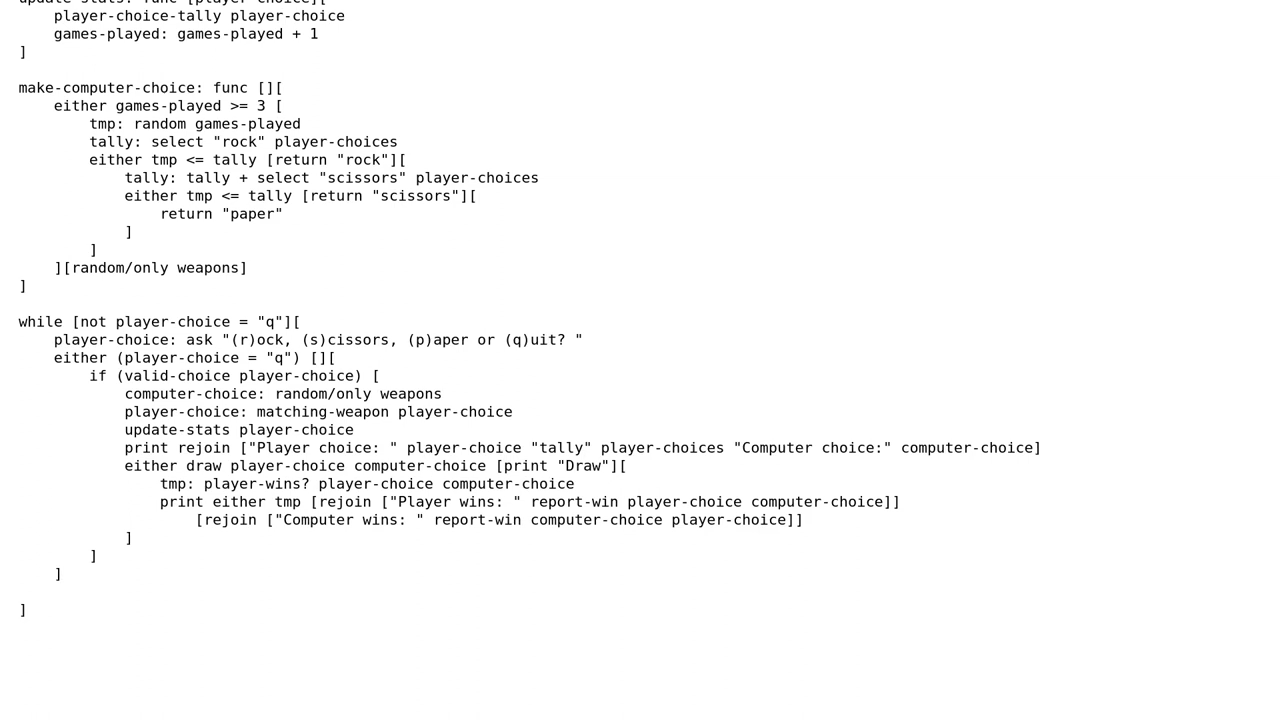 update-stats: func [player-choice][
    player-choice-tally player-choice
    games-played: games-played + 1
]

make-computer-choice: func [][
    either games-played >= 3 [
        tmp: random games-played
        tally: select "rock" player-choices
        either tmp <= tally [return "rock"][
            tally: tally + select "scissors" player-choices
            either tmp <= tally [return "scissors"][
                return "paper"
            ]
        ]
    ][random/only weapons]
]

while [not player-choice = "q"][
    player-choice: ask "(r)ock, (s)cissors, (p)aper or (q)uit? "
    either (player-choice = "q") [][
        if (valid-choice player-choice) [
            computer-choice: random/only weapons
            player-choice: matching-weapon player-choice
            update-stats player-choice
            print rejoin ["Player choice: " player-choice "tally" player-choices "Computer choice:" computer-choice]
            either draw player-choice computer-choice [print "Draw"][
                tmp: player-wins? player-choice computer-choice
                print either tmp [rejoin ["Player wins: " report-win player-choice computer-choice]]
                    [rejoin ["Computer wins: " report-win computer-choice player-choice]]
            ]
        ]
    ]

]